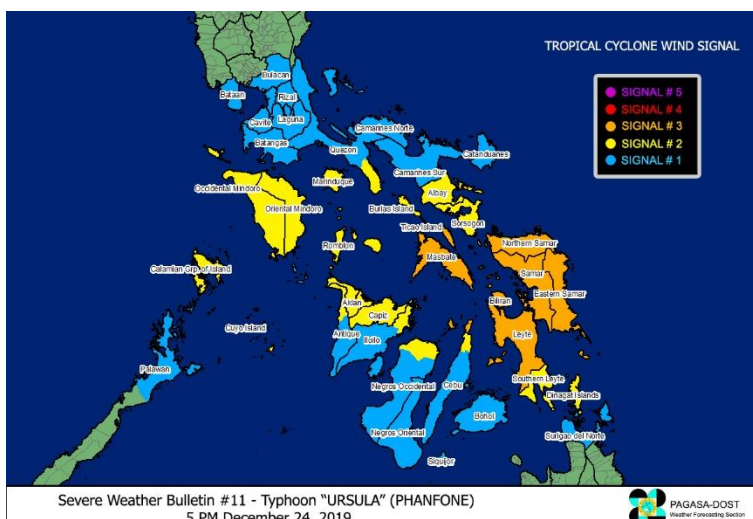 TROPICAL CYCLONE WIND SIGNAL
SIGNAL # 5
SIGNAL # 4
SIGNAL # 3
SIGNAL # 2
SIGNAL # 1
Bulacan
Bataan
Rizal
Cavite
Laguna
Batangas
Quezon
Camarines Norte
Catanduanes
Camarines Sur
Marinduque
Albay
Occidental Mindoro
Oriental Mindoro
Burias Island
Sorsogon
Ticao Island
Romblon
Masbate
Northern Samar
Samar
Eastern Samar
Calamian Grp. of Island
Biliran
Aklan
Capiz
Cuyo Island
Antique
Iloilo
Leyte
Palawan
Southern Leyte
Negros Occidental
Cebu
Dinagat Islands
Bohol
Negros Oriental
Surigao del Norte
Siquijor
Severe Weather Bulletin #11 - Typhoon "URSULA" (PHANFONE)
5 PM December 24, 2019
PAGASA-DOST
Weather Forecasting Section